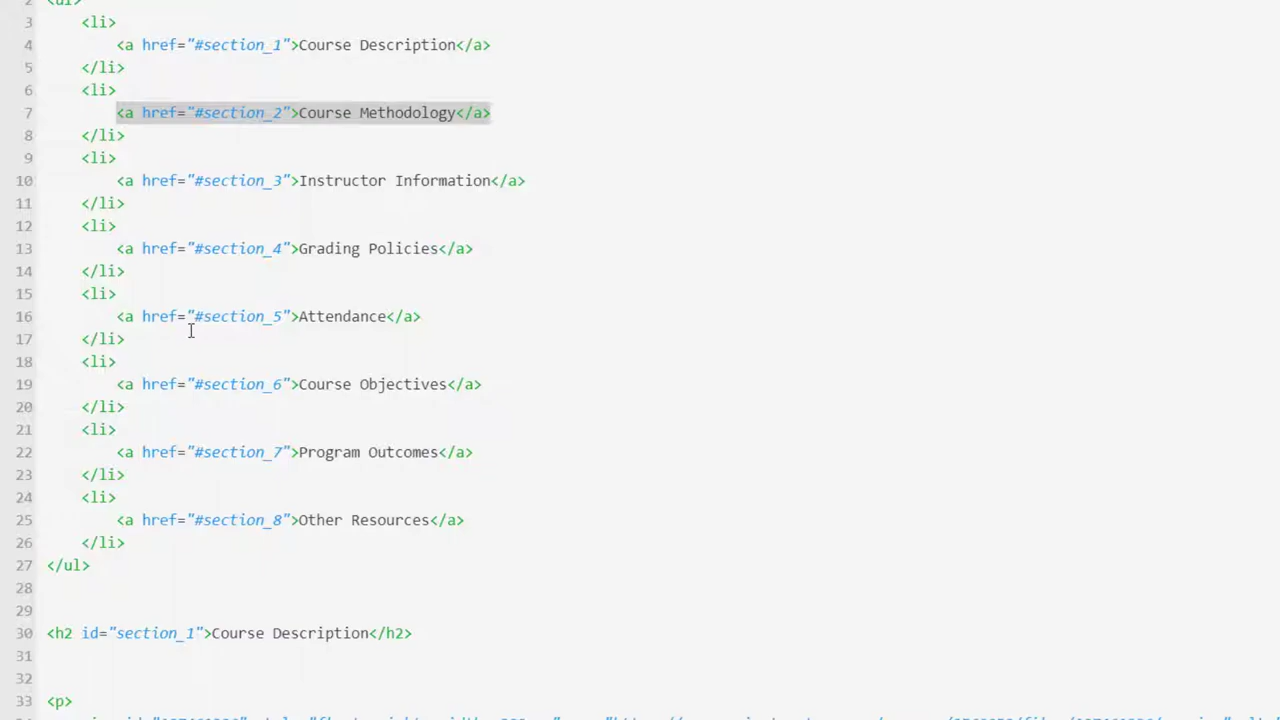 2 <ul>
3 <li>
4 <a href="#section_1">Course Description</a>
5 </li>
6 <li>
7 <a href="#section_2">Course Methodology</a>
8 </li>
9 <li>
10 <a href="#section_3">Instructor Information</a>
11 </li>
12 <li>
13 <a href="#section_4">Grading Policies</a>
14 </li>
15 <li>
16 <a href="#section_5">Attendance</a>
17 </li>
18 <li>
19 <a href="#section_6">Course Objectives</a>
20 </li>
21 <li>
22 <a href="#section_7">Program Outcomes</a>
23 </li>
24 <li>
25 <a href="#section_8">Other Resources</a>
26 </li>
27 </ul>
28
29
30 <h2 id="section_1">Course Description</h2>
31
32
33 <p>